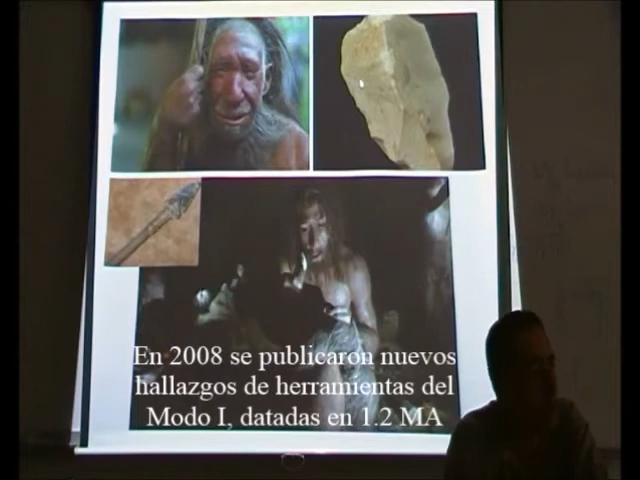 En 2008 se publicaron nuevos
hallazgos de herramientas del
Modo I, datadas en 1.2 MA